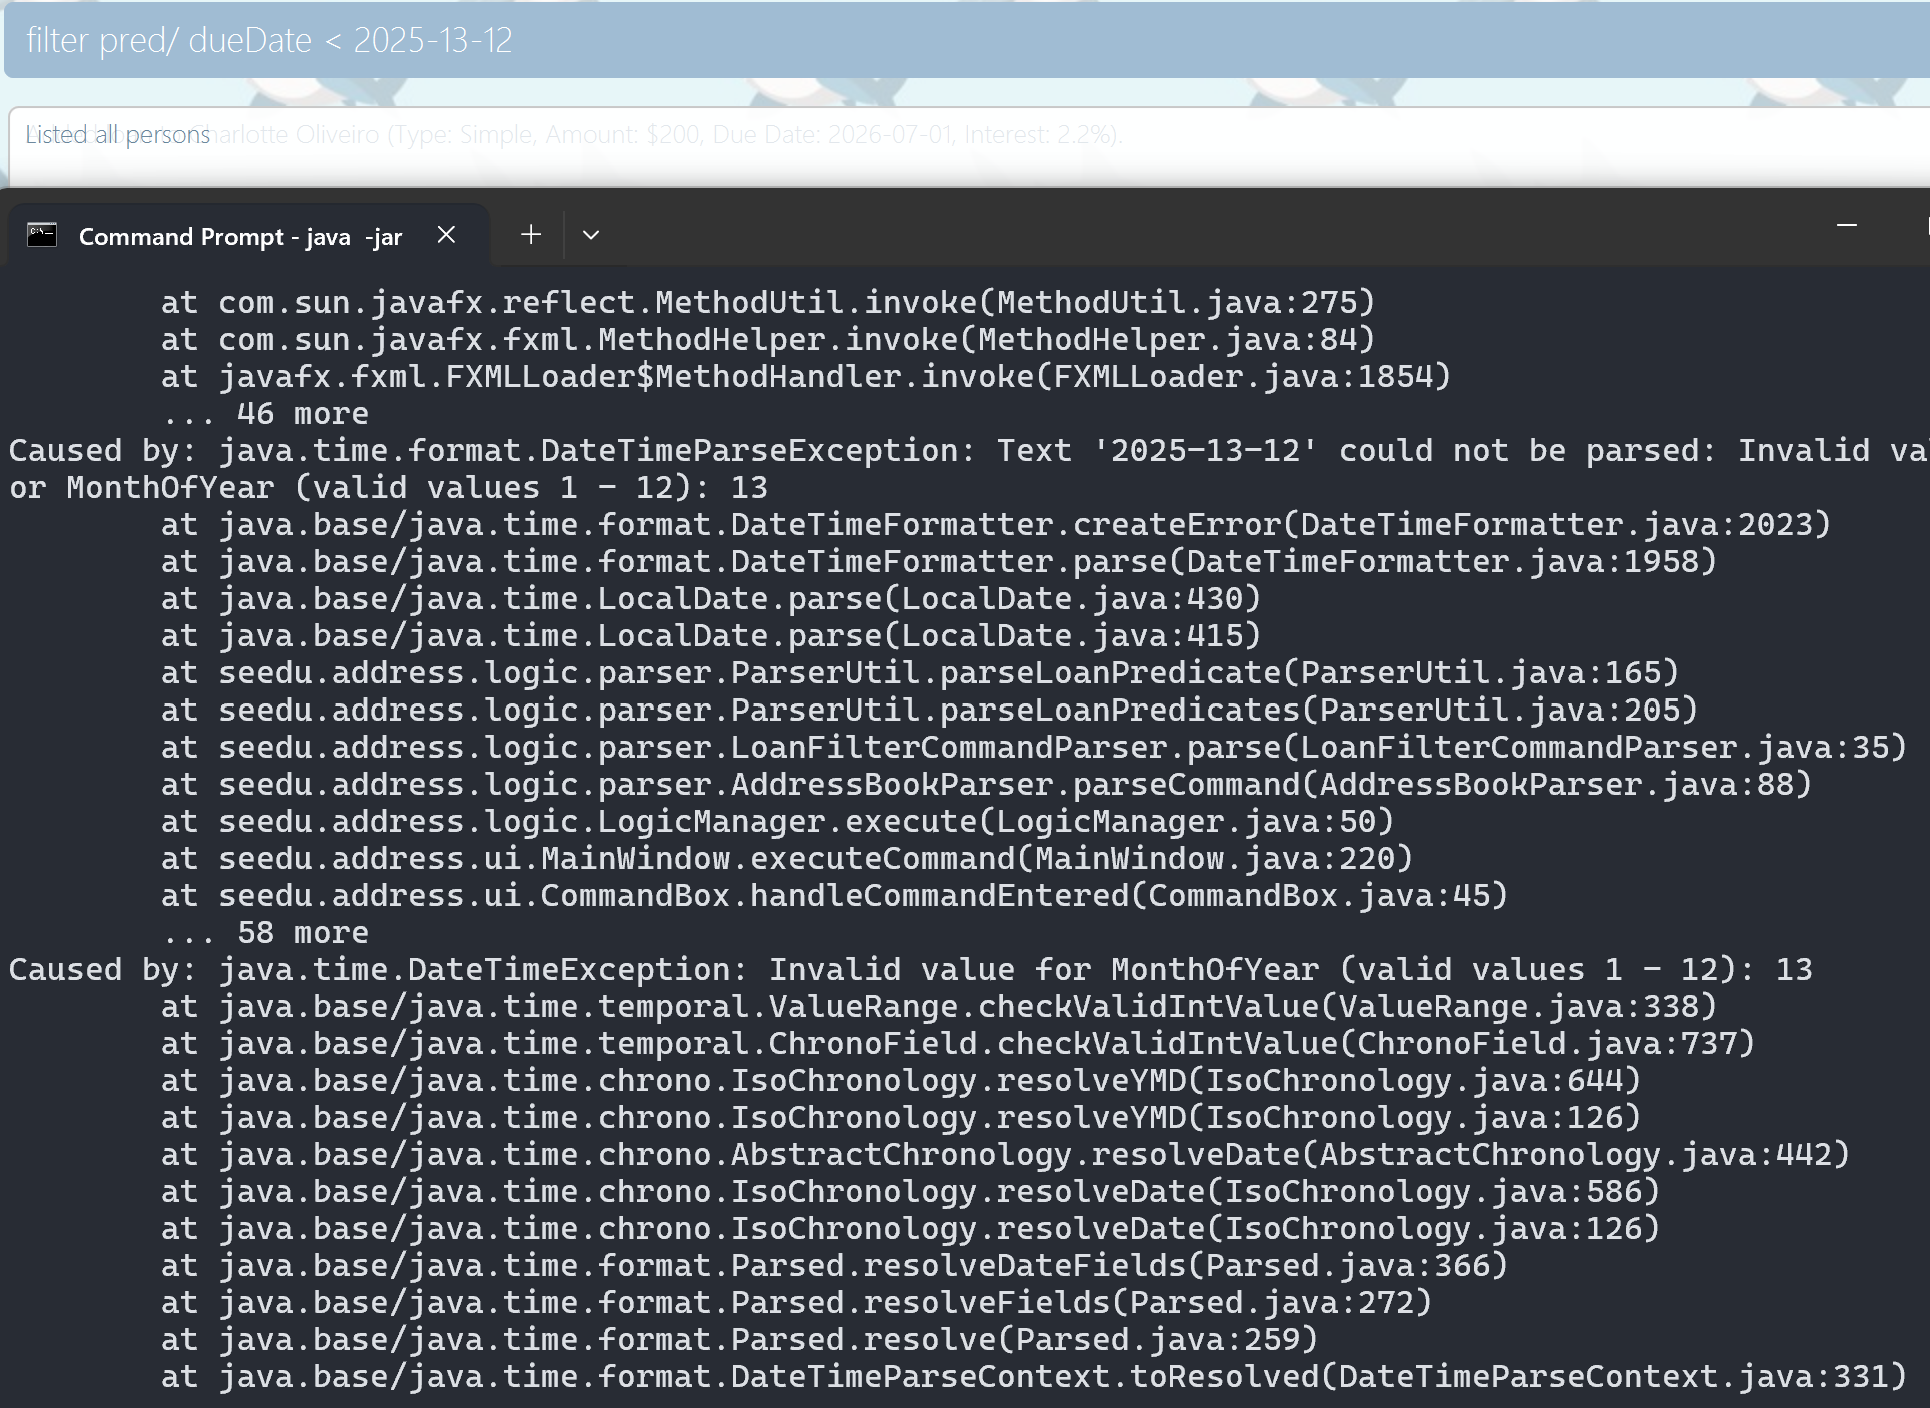 filter pred/ dueDate < 2025-13-12
Listed all persons
Charlotte Oliveiro (Type: Simple, Amount: $200, Due Date: 2026-07-01, Interest: 2.2%).
Command Prompt - java -jar
at com.sun.javafx.reflect.MethodUtil.invoke(MethodUtil.java:275)
at com.sun.javafx.fxml.MethodHelper.invoke(MethodHelper.java:84)
at javafx.fxml.FXMLLoader$MethodHandler.invoke(FXMLLoader.java:1854)
... 46 more
Caused by: java.time.format.DateTimeParseException: Text '2025-13-12' could not be parsed: Invalid va
or MonthOfYear (valid values 1 - 12): 13
at java.base/java.time.format.DateTimeFormatter.createError(DateTimeFormatter.java:2023)
at java.base/java.time.format.DateTimeFormatter.parse(DateTimeFormatter.java:1958)
at java.base/java.time.LocalDate.parse(LocalDate.java:430)
at java.base/java.time.LocalDate.parse(LocalDate.java:415)
at seedu.address.logic.parser.ParserUtil.parseLoanPredicate(ParserUtil.java:165)
at seedu.address.logic.parser.ParserUtil.parseLoanPredicates(ParserUtil.java:205)
at seedu.address.logic.parser.LoanFilterCommandParser.parse(LoanFilterCommandParser.java:35)
at seedu.address.logic.parser.AddressBookParser.parseCommand(AddressBookParser.java:88)
at seedu.address.logic.LogicManager.execute(LogicManager.java:50)
at seedu.address.ui.MainWindow.executeCommand(MainWindow.java:220)
at seedu.address.ui.CommandBox.handleCommandEntered(CommandBox.java:45)
... 58 more
Caused by: java.time.DateTimeException: Invalid value for MonthOfYear (valid values 1 - 12): 13
at java.base/java.time.temporal.ValueRange.checkValidIntValue(ValueRange.java:338)
at java.base/java.time.temporal.ChronoField.checkValidIntValue(ChronoField.java:737)
at java.base/java.time.chrono.IsoChronology.resolveYMD(IsoChronology.java:644)
at java.base/java.time.chrono.IsoChronology.resolveYMD(IsoChronology.java:126)
at java.base/java.time.chrono.AbstractChronology.resolveDate(AbstractChronology.java:442)
at java.base/java.time.chrono.IsoChronology.resolveDate(IsoChronology.java:586)
at java.base/java.time.chrono.IsoChronology.resolveDate(IsoChronology.java:126)
at java.base/java.time.format.Parsed.resolveDateFields(Parsed.java:366)
at java.base/java.time.format.Parsed.resolveFields(Parsed.java:272)
at java.base/java.time.format.Parsed.resolve(Parsed.java:259)
at java.base/java.time.format.DateTimeParseContext.toResolved(DateTimeParseContext.java:331)